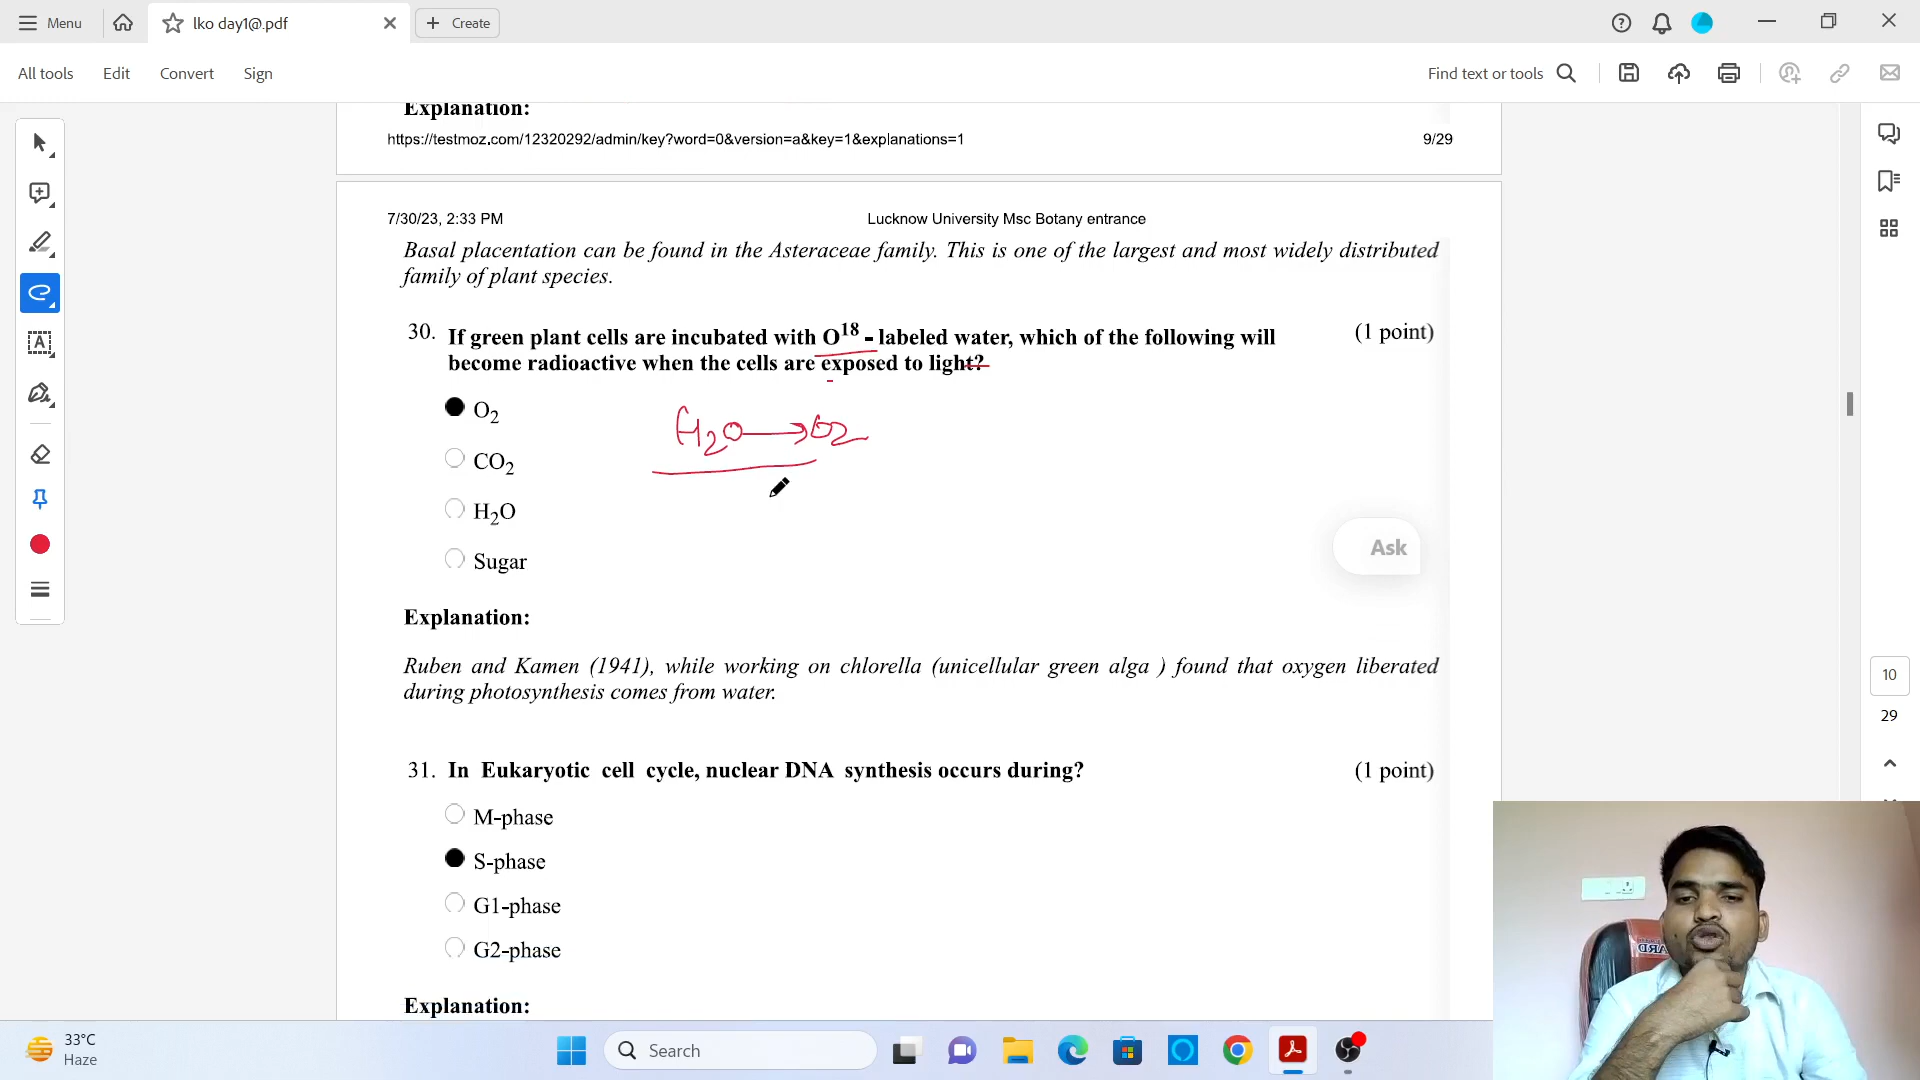 Menu
lko day1@.pdf
Create
All tools
Edit
Convert
Sign
Find text or tools
Explanation:
https://testmoz.com/12320292/admin/key?word=0&version=a&key=1&explanations=1
9/29
7/30/23, 2:33 PM
Lucknow University Msc Botany entrance
Basal placentation can be found in the Asteraceae family. This is one of the largest and most widely distributed
family of plant species.
30. If green plant cells are incubated with O¹⁸ - labeled water, which of the following will (1 point)
become radioactive when the cells are exposed to light?
O₂
H₂O → O₂
CO₂
H₂O
Sugar
Ask
Explanation:
Ruben and Kamen (1941), while working on chlorella (unicellular green alga ) found that oxygen liberated
during photosynthesis comes from water.
10
29
31. In Eukaryotic cell cycle, nuclear DNA synthesis occurs during? (1 point)
M-phase
S-phase
G1-phase
G2-phase
Explanation:
33°C
Haze
Search